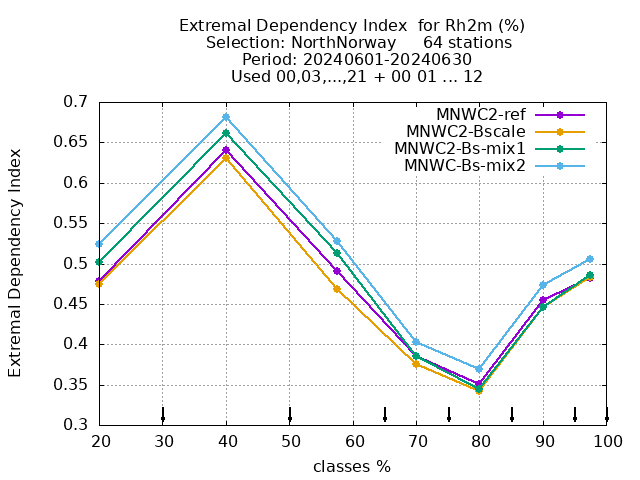 Extremal Dependency Index  for Rh2m (%)
Selection: NorthNorway     64 stations
Period: 20240601-20240630
Used 00,03,...,21 + 00 01 ... 12
MNWC2-ref
MNWC2-Bscale
MNWC2-Bs-mix1
MNWC-Bs-mix2
Extremal Dependency Index
0.7
0.65
0.6
0.55
0.5
0.45
0.4
0.35
0.3
20 30 40 50 60 70 80 90 100
classes %